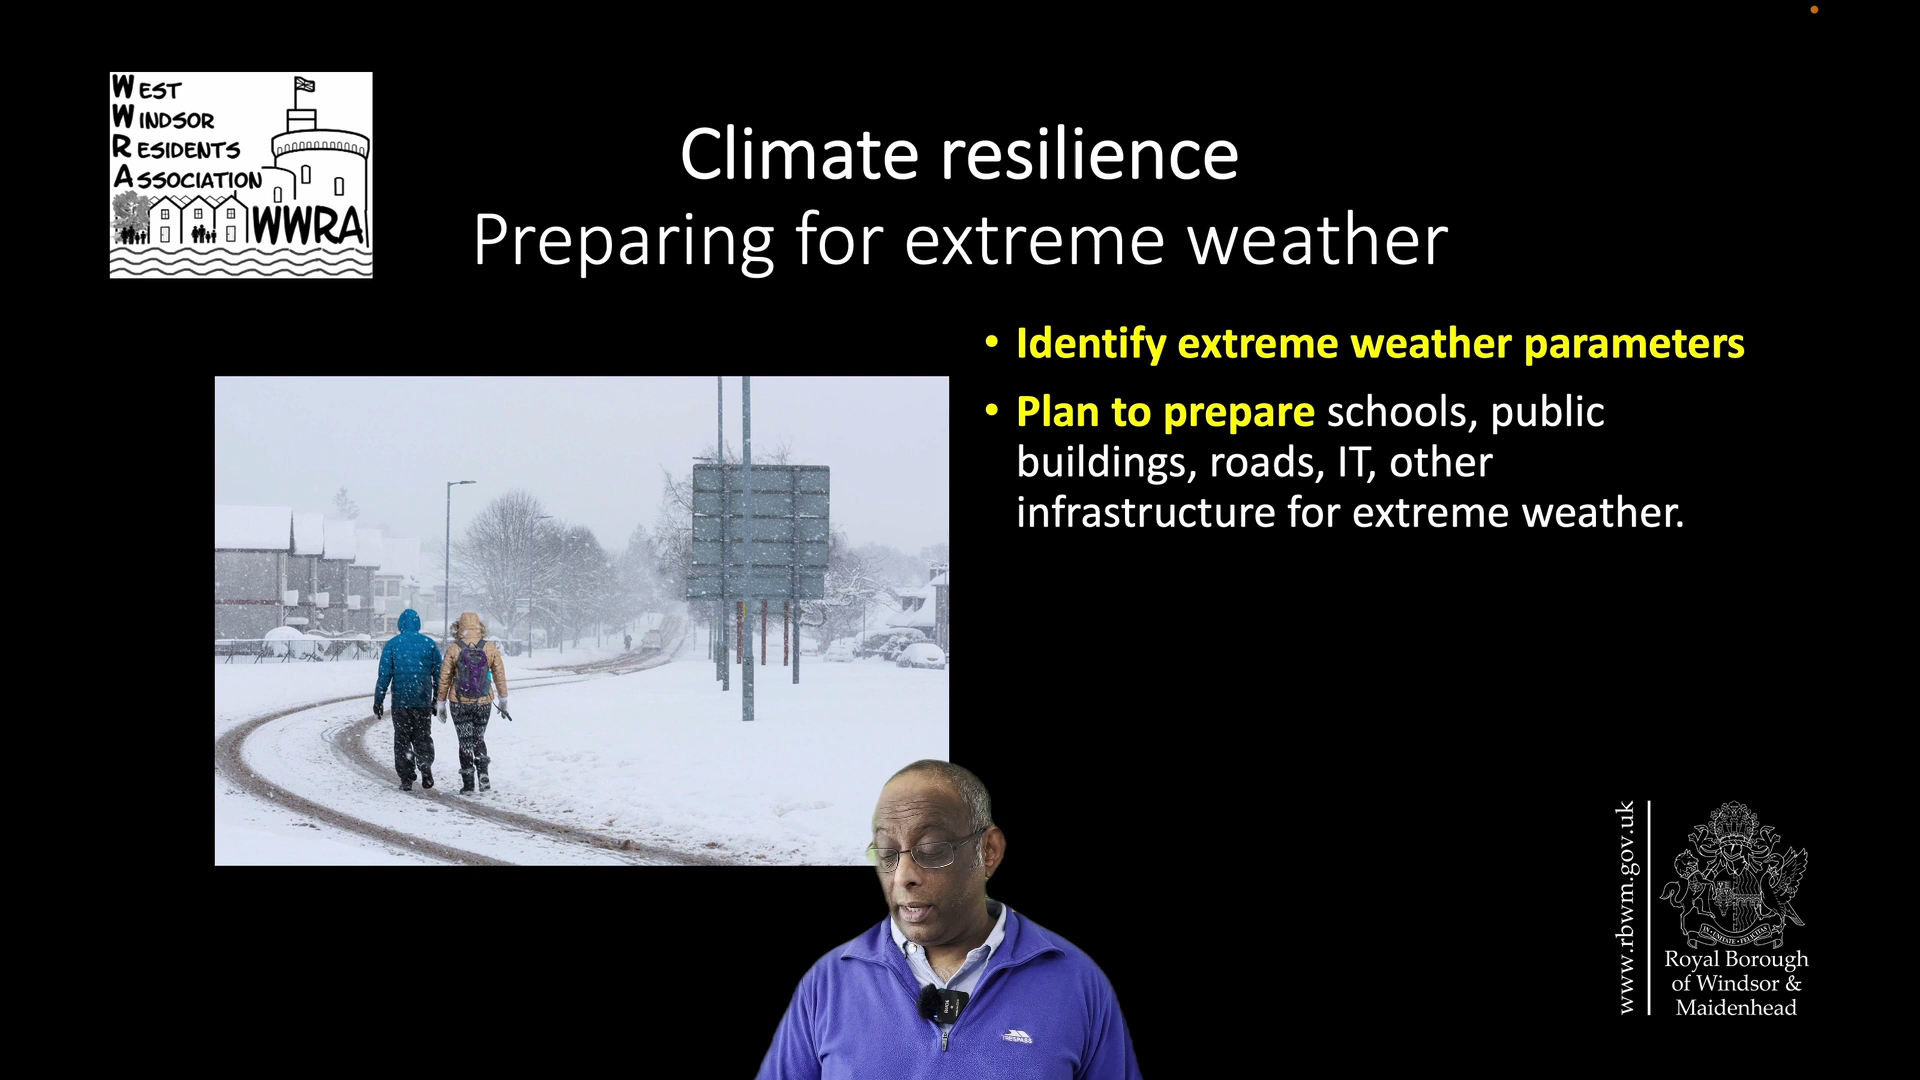 WEST
WINDSOR
RESIDENTS
ASSOCIATION
WWRA
Climate resilience
Preparing for extreme weather
• Identify extreme weather parameters
• Plan to prepare schools, public
buildings, roads, IT, other
infrastructure for extreme weather.
TRESPASS
www.rbwm.gov.uk
Royal Borough
of Windsor &
Maidenhead